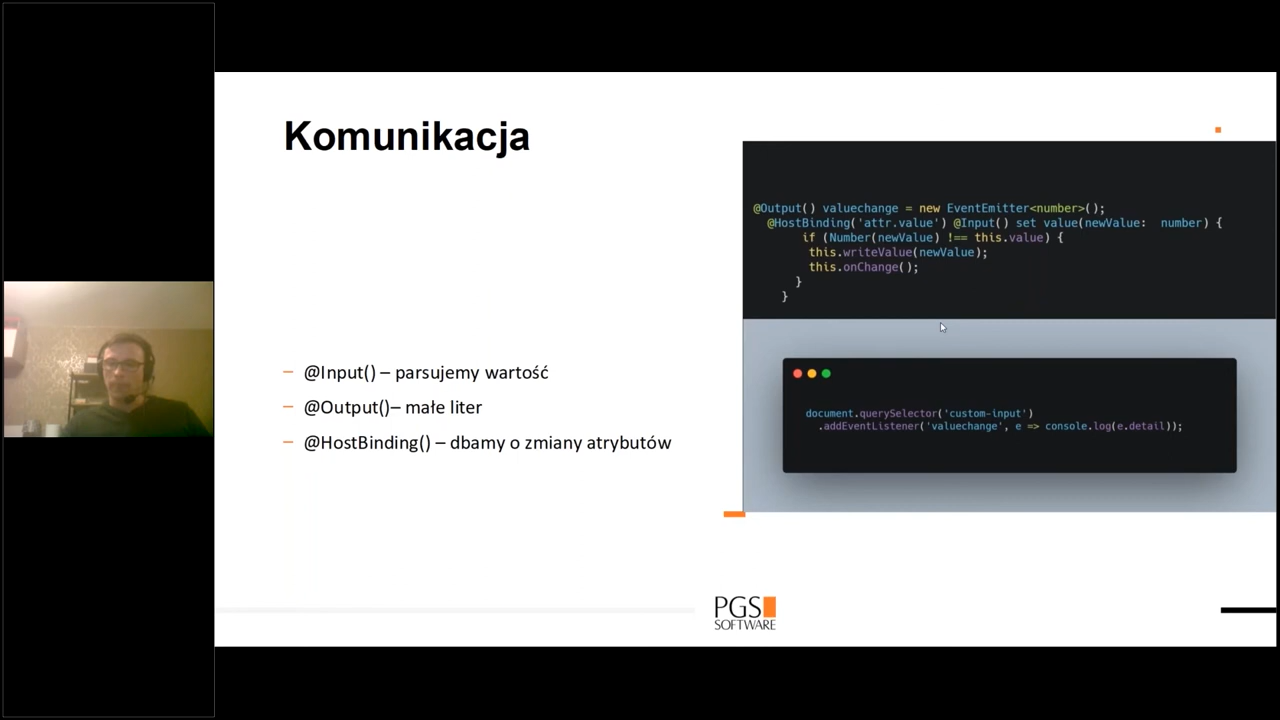 Komunikacja
@Input() – parsujemy wartość
@Output()– małe liter
@HostBinding() – dbamy o zmiany atrybutów
@Output() valuechange = new EventEmitter<number>();
@HostBinding('attr.value') @Input() set value(newValue: number) {
if (Number(newValue) !== this.value) {
this.writeValue(newValue);
this.onChange();
}
}
document.querySelector('custom-input')
.addEventListener('valuechange', e => console.log(e.detail));
PGS
SOFTWARE